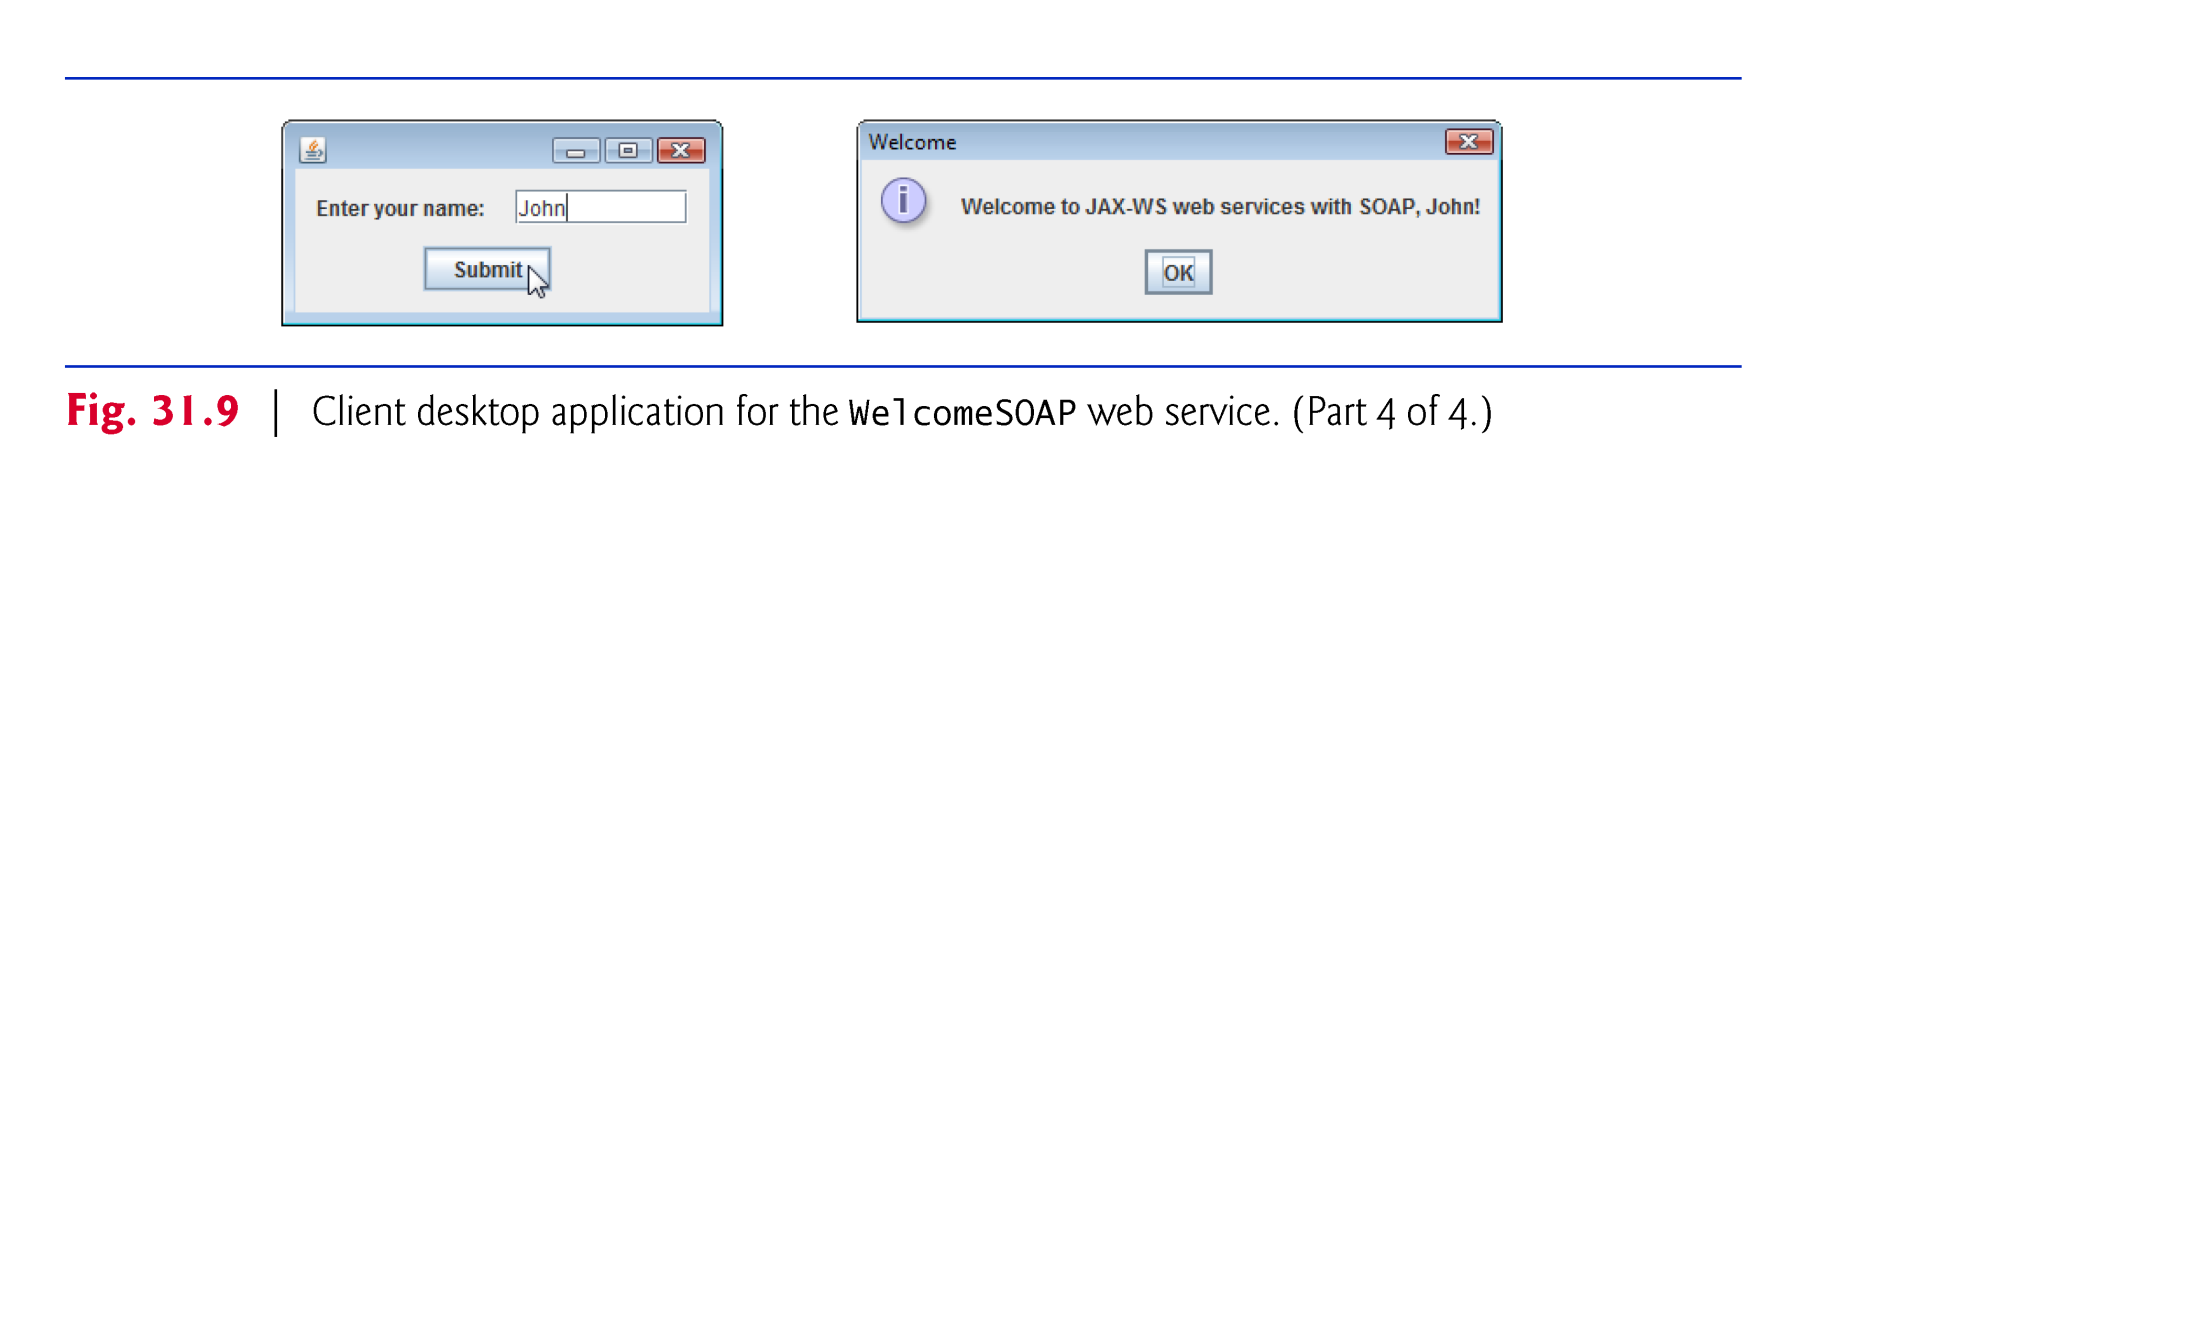 Enter your name: John
Submit
Welcome
Welcome to JAX-WS web services with SOAP, John!
OK
Fig. 31.9 | Client desktop application for the WelcomeSOAP web service. (Part 4 of 4.)